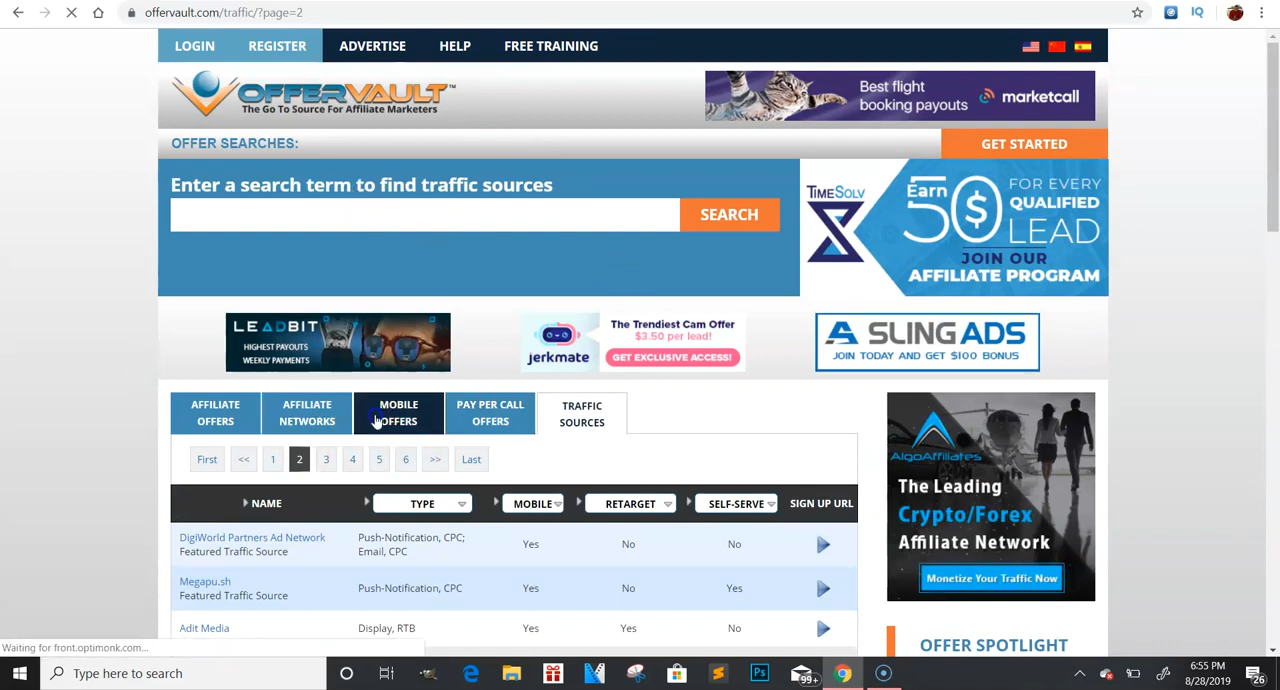 offervault.com/traffic/?page=2
LOGIN REGISTER ADVERTISE HELP FREE TRAINING
OFFERVAULT™
The Go To Source For Affiliate Marketers
Best flight
booking payouts
marketcall
OFFER SEARCHES:
GET STARTED
Enter a search term to find traffic sources
SEARCH
TIMESOLV
Earn
50
$
FOR EVERY
QUALIFIED
LEAD
JOIN OUR
AFFILIATE PROGRAM
LEADBIT
HIGHEST PAYOUTS
WEEKLY PAYMENTS
jerkmate
The Trendiest Cam Offer
$3.50 per lead!
GET EXCLUSIVE ACCESS!
SLINGADS
JOIN TODAY AND GET $100 BONUS
AFFILIATE
OFFERS
AFFILIATE
NETWORKS
MOBILE
OFFERS
PAY PER CALL
OFFERS
TRAFFIC
SOURCES
First << 1 2 3 4 5 6 >> Last
NAME TYPE MOBILE RETARGET SELF-SERVE SIGN UP URL
DigiWorld Partners Ad Network
Featured Traffic Source
Push-Notification, CPC;
Email, CPC
Yes No No
Megapu.sh
Featured Traffic Source
Push-Notification, CPC
Yes No Yes
Adit Media Display, RTB Yes Yes No
AlgoAffiliates
The Leading
Crypto/Forex
Affiliate Network
Monetize Your Traffic Now
OFFER SPOTLIGHT
Waiting for front.optimonk.com...
Type here to search
99+
6:55 PM
8/28/2019
26
IQ
Ps